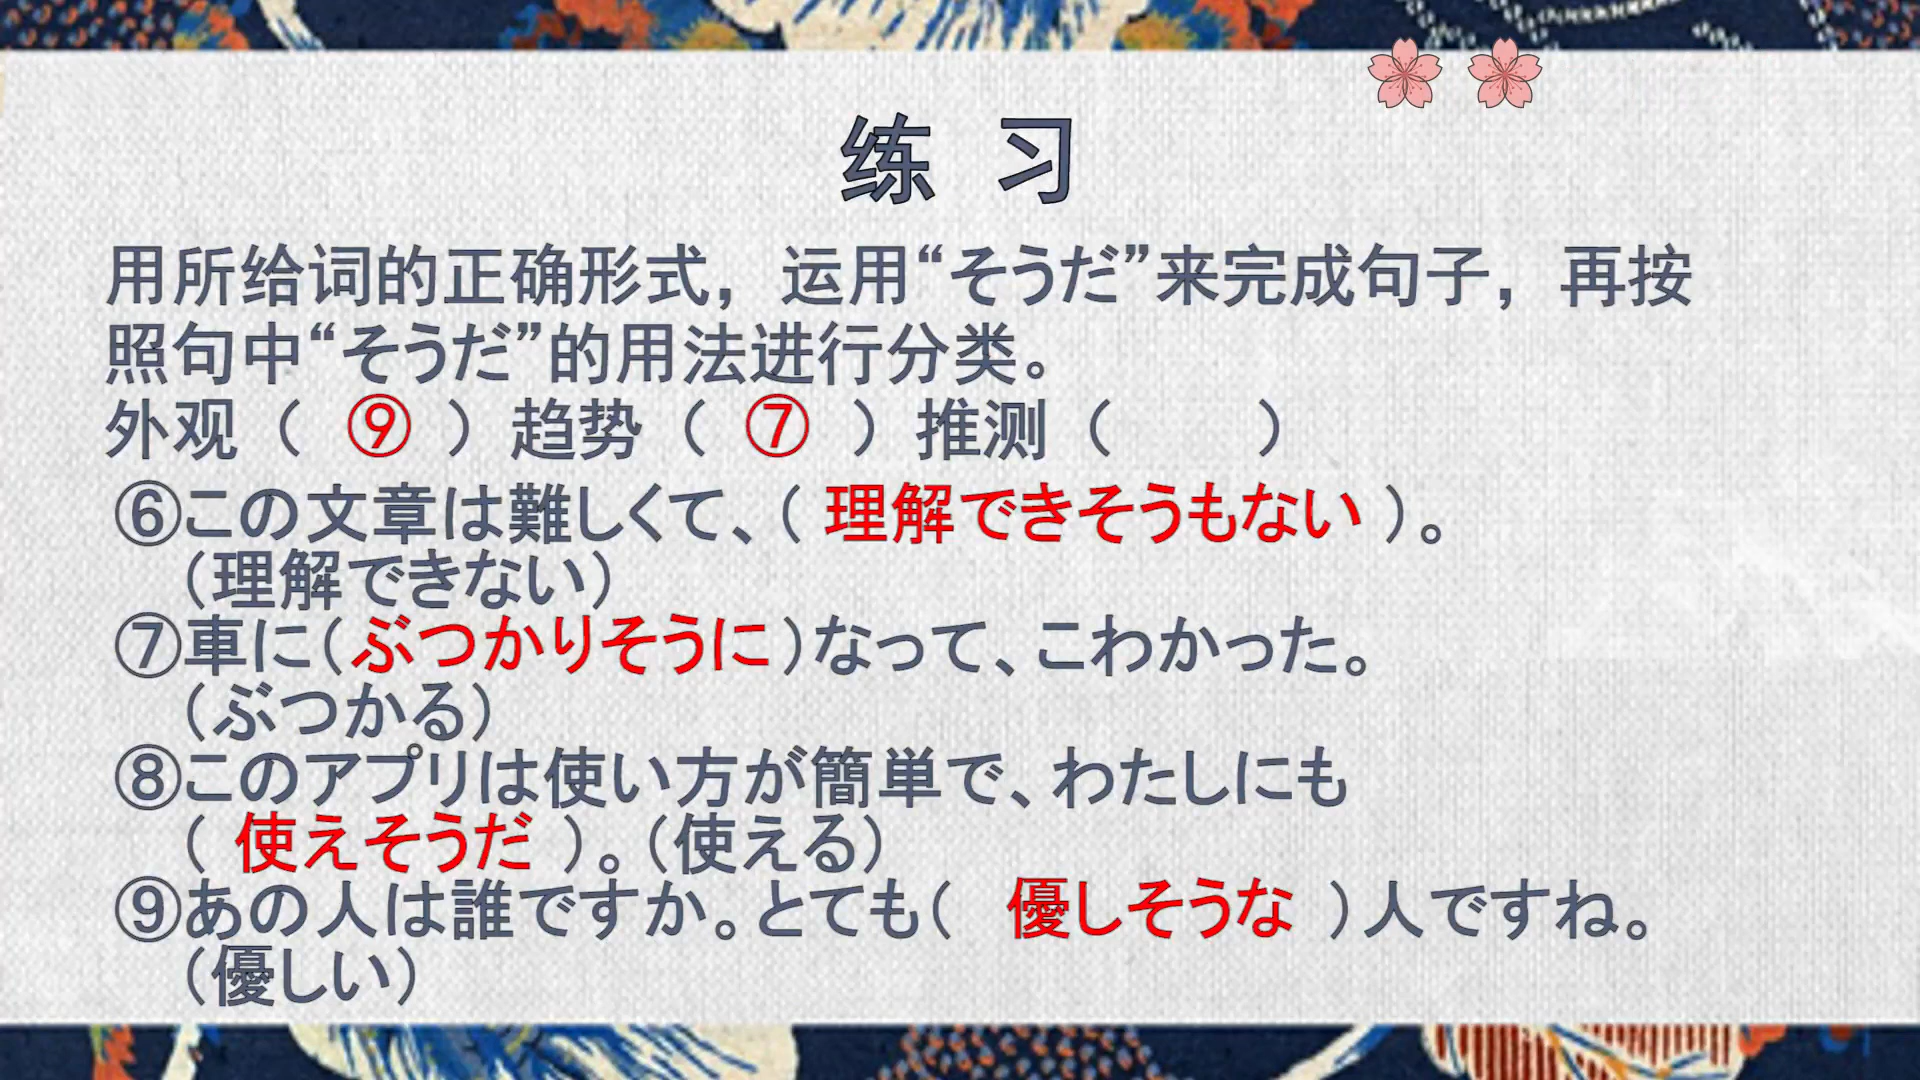 练 习
用所给词的正确形式，运用“そうだ”来完成句子，再按
照句中“そうだ”的用法进行分类。
外观（ ⑨ ）趋势（ ⑦ ）推测（ ）
⑥この文章は難しくて、( 理解できそうもない )。
(理解できない)
⑦車に(ぶつかりそうに)なって、こわかった。
(ぶつかる)
⑧このアプリは使い方が簡単で、わたしにも
( 使えそうだ )。(使える)
⑨あの人は誰ですか。とても( 優しそうな )人ですね。
(優しい)